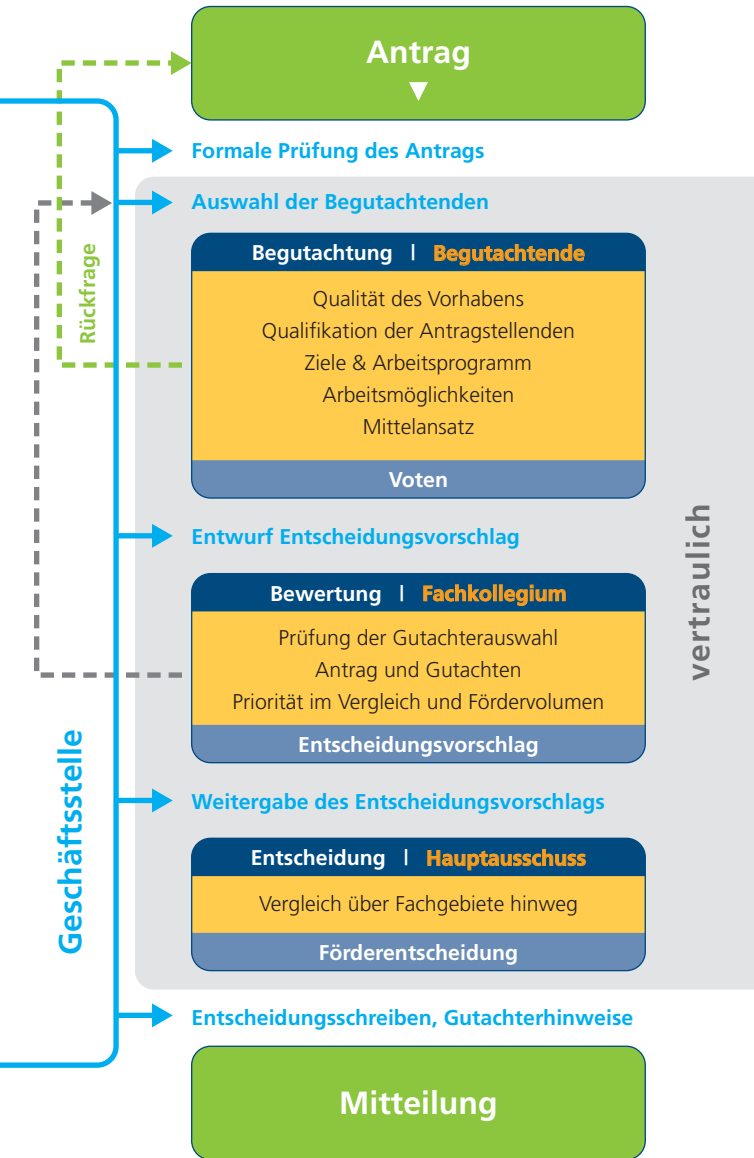 Antrag
▼
Formale Prüfung des Antrags
Auswahl der Begutachtenden
Rückfrage
Begutachtung | Begutachtende
Qualität des Vorhabens
Qualifikation der Antragstellenden
Ziele & Arbeitsprogramm
Arbeitsmöglichkeiten
Mittelansatz
Voten
Entwurf Entscheidungsvorschlag
vertraulich
Bewertung | Fachkollegium
Prüfung der Gutachterauswahl
Antrag und Gutachten
Priorität im Vergleich und Fördervolumen
Entscheidungsvorschlag
Geschäftsstelle
Weitergabe des Entscheidungsvorschlags
Entscheidung | Hauptausschuss
Vergleich über Fachgebiete hinweg
Förderentscheidung
Entscheidungsschreiben, Gutachterhinweise
Mitteilung